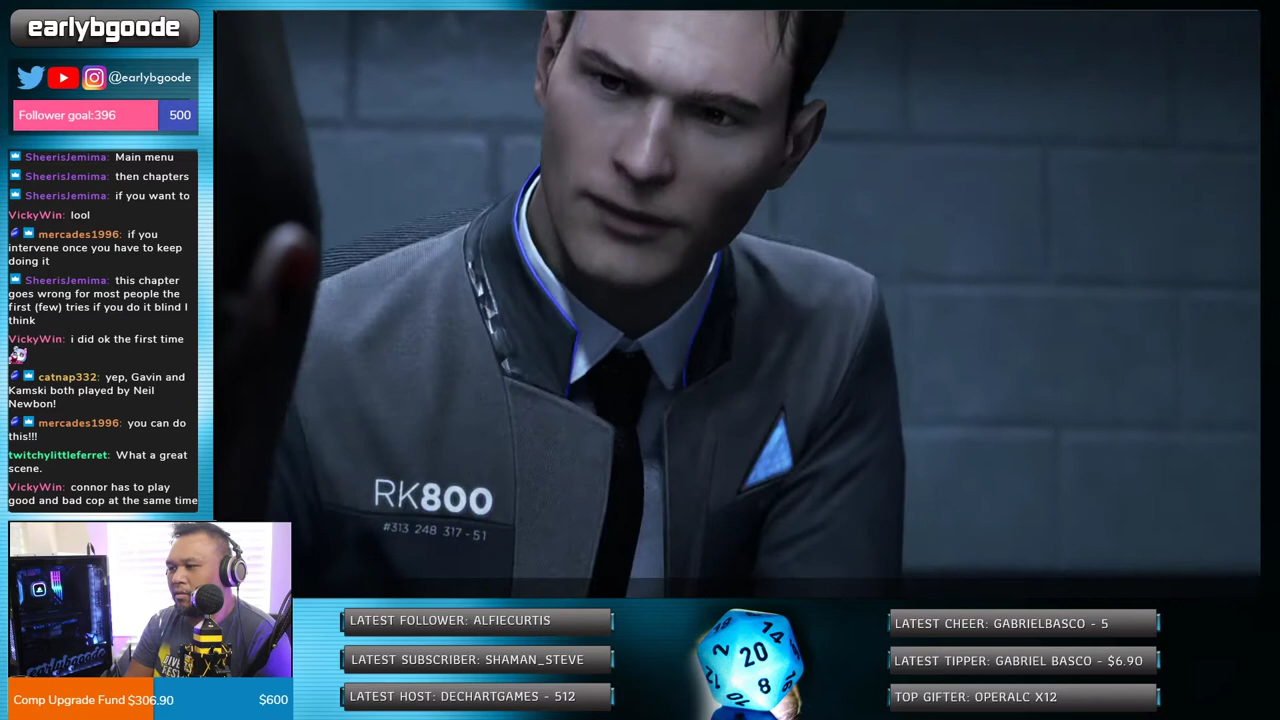 earlybgoode
@earlybgoode
Follower goal:396
500
SheerisJemima: Main menu
SheerisJemima: then chapters
SheerisJemima: if you want to
VickyWin: lool
mercades1996: if you
intervene once you have to keep
doing it
SheerisJemima: this chapter
goes wrong for most people the
first (few) tries if you do it blind I
think
VickyWin: i did ok the first time
catnap332: yep, Gavin and
Kamski both played by Neil
Newbon!
mercades1996: you can do
this!!!
twitchylittleferret: What a great
scene.
VickyWin: connor has to play
good and bad cop at the same time
RK800
#313 248 317-51
earlybgoode
Comp Upgrade Fund $306.90
$600
LATEST FOLLOWER: ALFIECURTIS
LATEST SUBSCRIBER: SHAMAN_STEVE
LATEST HOST: DECHARTGAMES - 512
14
2
20
8
LATEST CHEER: GABRIELBASCO - 5
LATEST TIPPER: GABRIEL BASCO - $6.90
TOP GIFTER: OPERALC X12